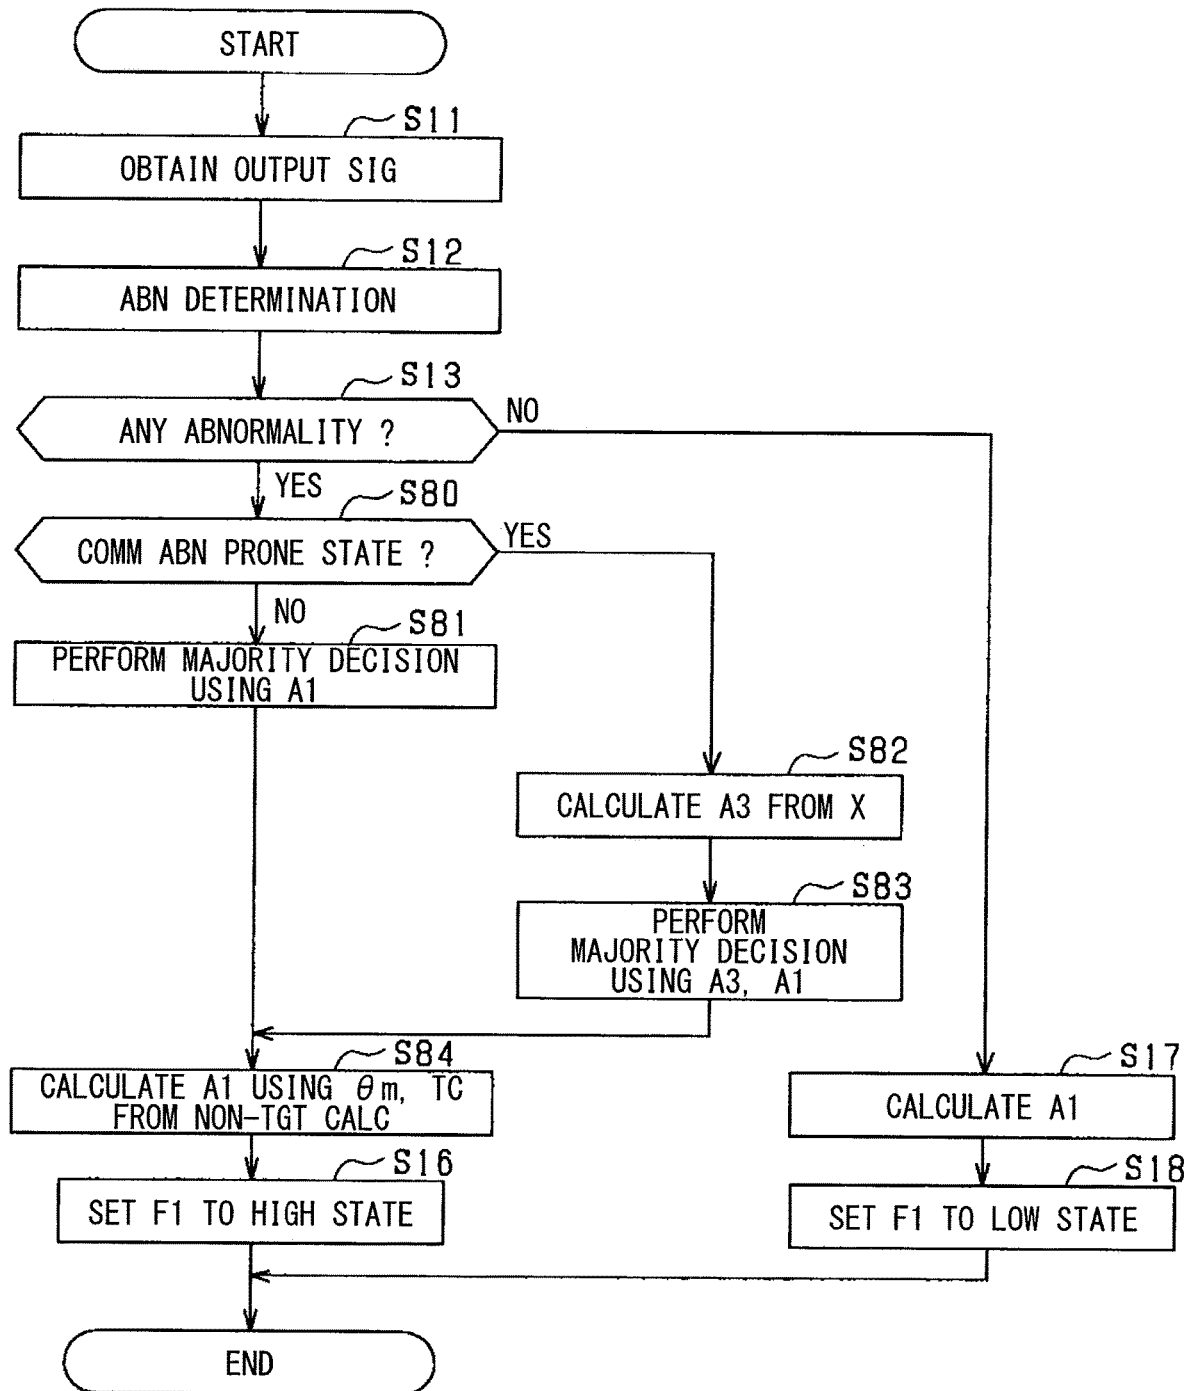 START
S11
OBTAIN OUTPUT SIG
S12
ABN DETERMINATION
S13
ANY ABNORMALITY ?
NO
YES
S80
COMM ABN PRONE STATE ?
YES
NO
S81
PERFORM MAJORITY DECISION
USING A1
S82
CALCULATE A3 FROM X
S83
PERFORM
MAJORITY DECISION
USING A3, A1
S84
CALCULATE A1 USING θm, TC
FROM NON-TGT CALC
S17
CALCULATE A1
S16
SET F1 TO HIGH STATE
S18
SET F1 TO LOW STATE
END